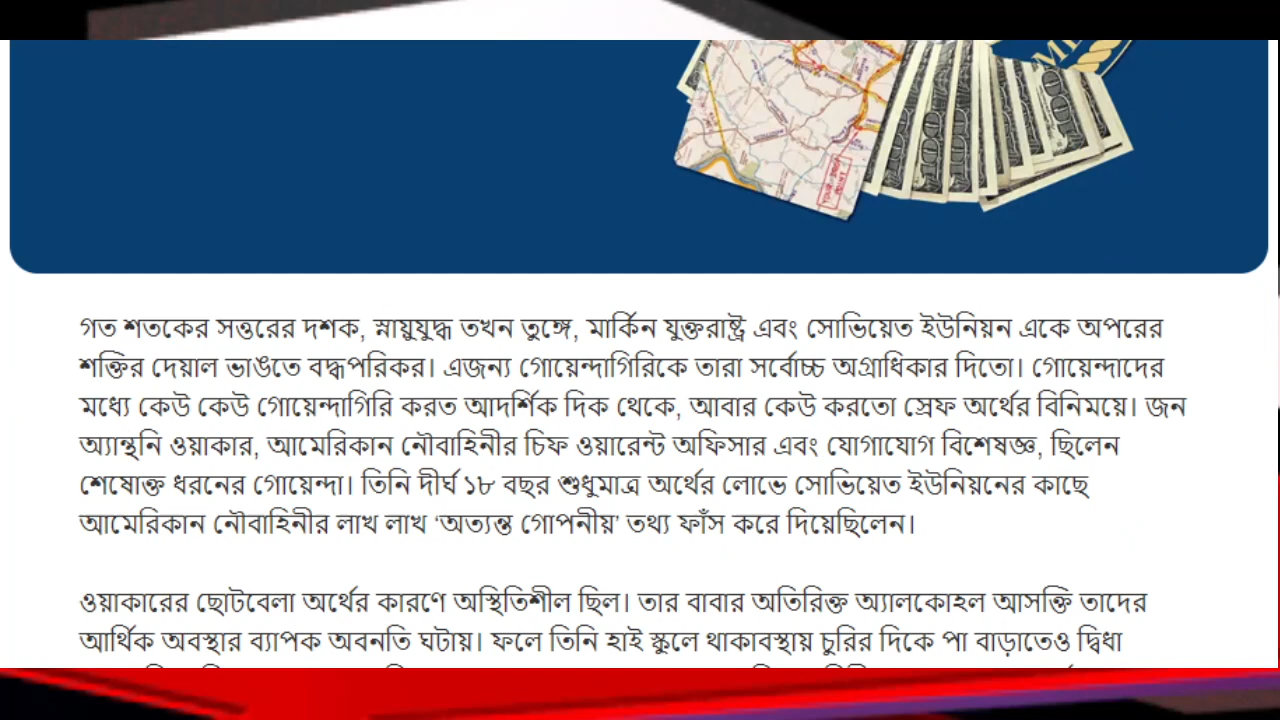 গত শতকের সত্তরের দশক, স্নায়ুযুদ্ধ তখন তুঙ্গে, মার্কিন যুক্তরাষ্ট্র এবং সোভিয়েত ইউনিয়ন একে অপরের
শক্তির দেয়াল ভাঙতে বদ্ধপরিকর। এজন্য গোয়েন্দাগিরিকে তারা সর্বোচ্চ অগ্রাধিকার দিতো। গোয়েন্দাদের
মধ্যে কেউ কেউ গোয়েন্দাগিরি করত আদর্শিক দিক থেকে, আবার কেউ করতো স্রেফ অর্থের বিনিময়ে। জন
অ্যান্থনি ওয়াকার, আমেরিকান নৌবাহিনীর চিফ ওয়ারেন্ট অফিসার এবং যোগাযোগ বিশেষজ্ঞ, ছিলেন
শেষোক্ত ধরনের গোয়েন্দা। তিনি দীর্ঘ ১৮ বছর শুধুমাত্র অর্থের লোভে সোভিয়েত ইউনিয়নের কাছে
আমেরিকান নৌবাহিনীর লাখ লাখ ‘অত্যন্ত গোপনীয়’ তথ্য ফাঁস করে দিয়েছিলেন।
ওয়াকারের ছোটবেলা অর্থের কারণে অস্থিতিশীল ছিল। তার বাবার অতিরিক্ত অ্যালকোহল আসক্তি তাদের
আর্থিক অবস্থার ব্যাপক অবনতি ঘটায়। ফলে তিনি হাই স্কুলে থাকাবস্থায় চুরির দিকে পা বাড়াতেও দ্বিধা